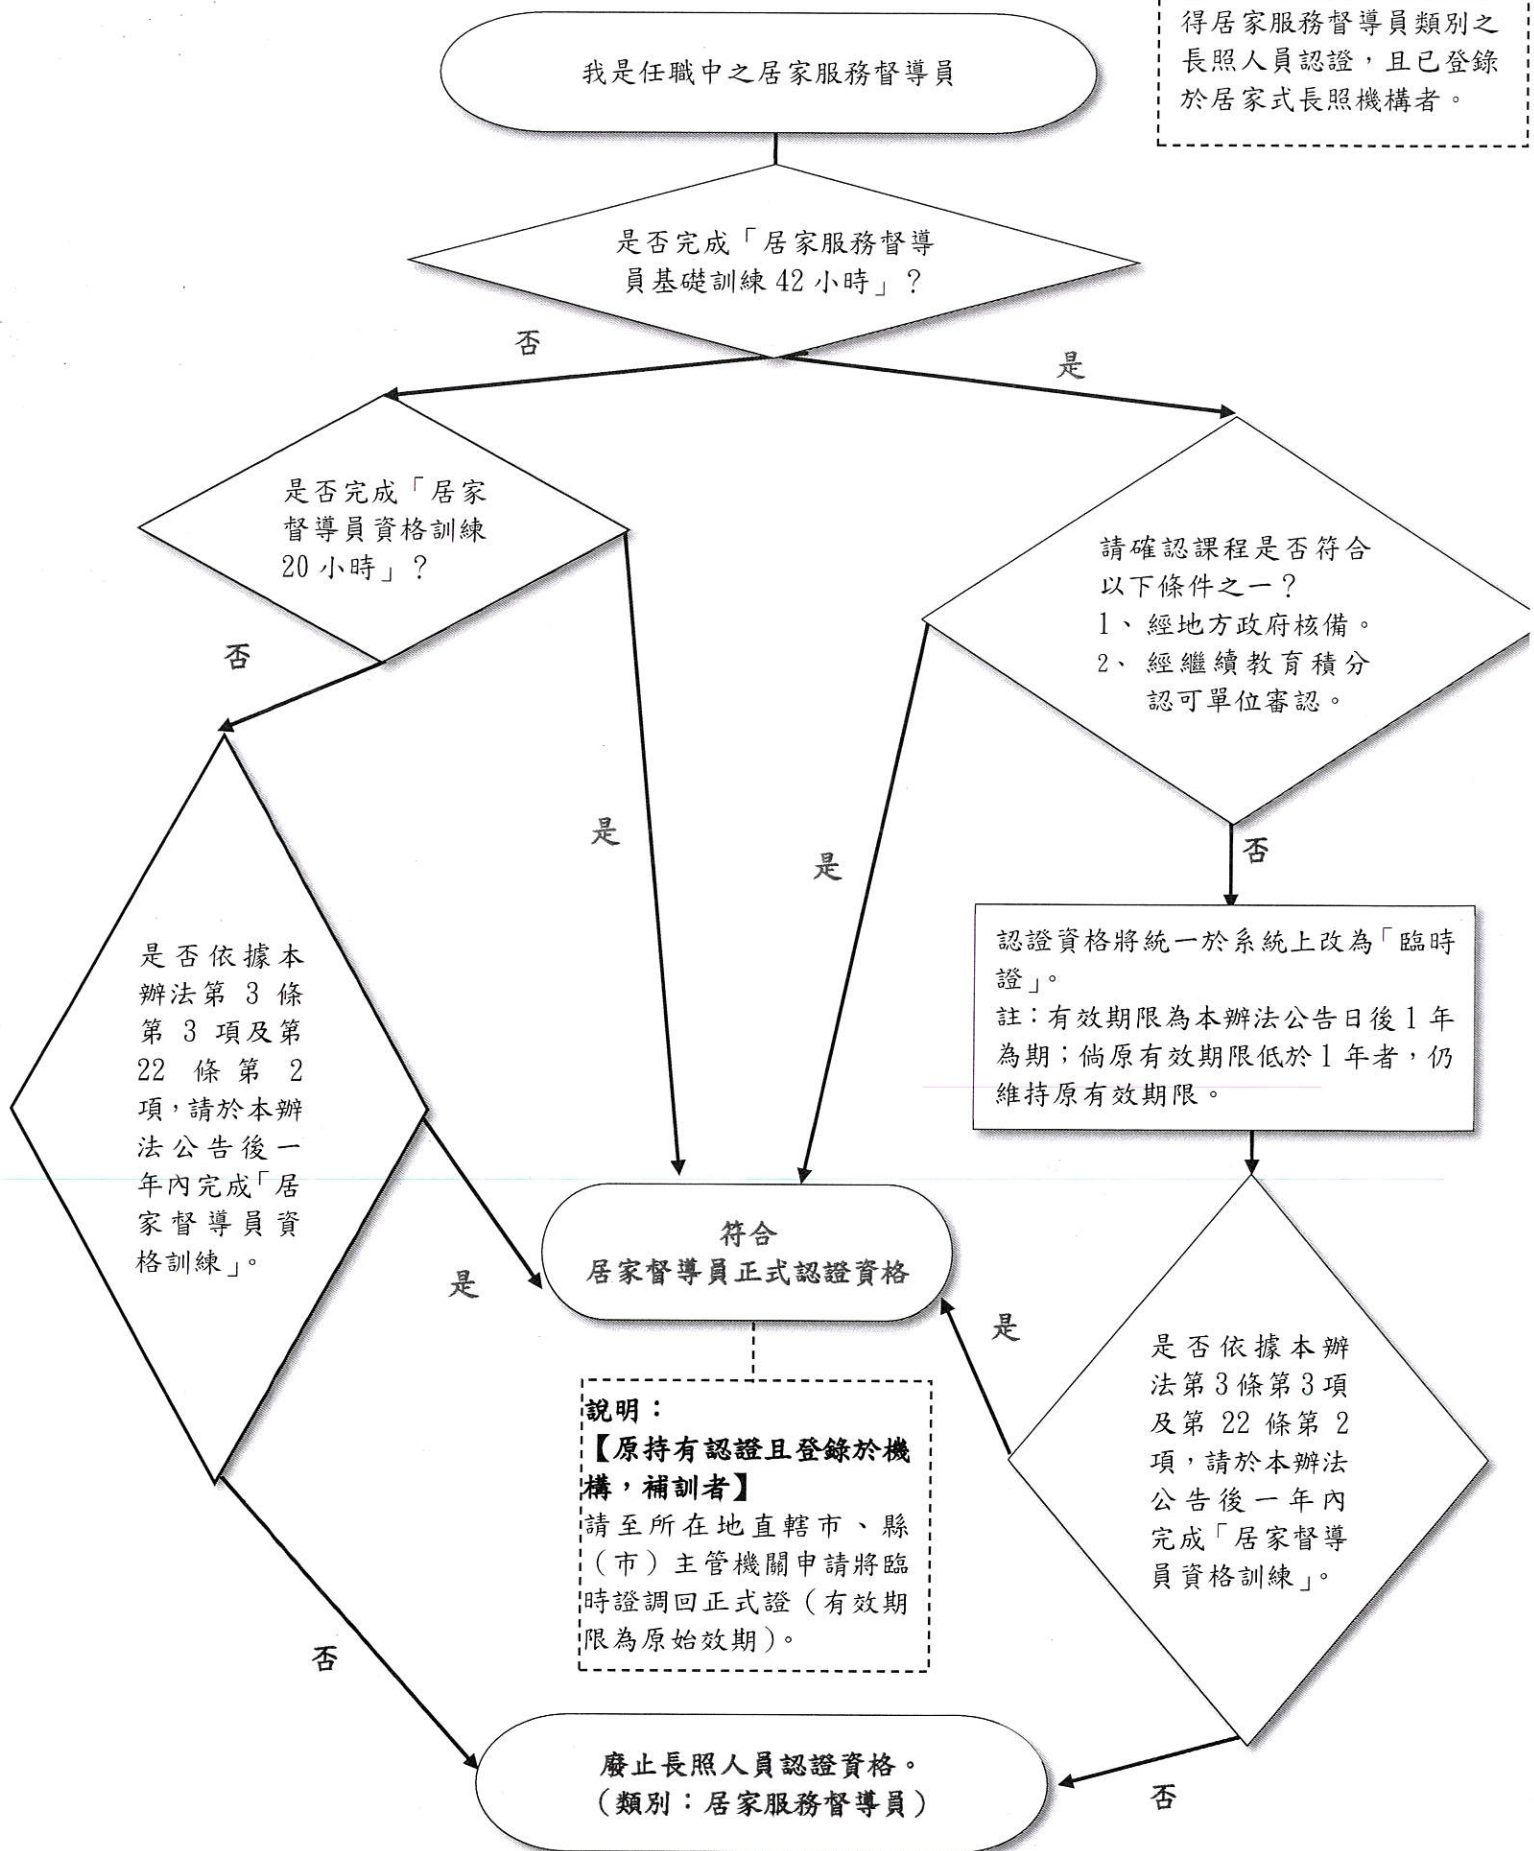 得居家服務督導員類別之
長照人員認證，且已登錄
於居家式長照機構者。
我是任職中之居家服務督導員
是否完成「居家服務督導
員基礎訓練 42 小時」？
否
是
是否完成「居家
督導員資格訓練
20 小時」？
請確認課程是否符合
以下條件之一？
1、 經地方政府核備。
2、 經繼續教育積分
認可單位審認。
否
是
是
否
是否依據本
辦法第 3 條
第 3 項及第
22 條第 2
項，請於本辦
法公告後一
年內完成「居
家督導員資
格訓練」。
認證資格將統一於系統上改為「臨時
證」。
註：有效期限為本辦法公告日後 1 年
為期；倘原有效期限低於 1 年者，仍
維持原有效期限。
符合
居家督導員正式認證資格
是
是
是否依據本辦
法第 3 條第 3 項
及第 22 條第 2
項，請於本辦法
公告後一年內
完成「居家督導
員資格訓練」。
說明：
【原持有認證且登錄於機
構，補訓者】
請至所在地直轄市、縣
（市）主管機關申請將臨
時證調回正式證（有效期
限為原始效期）。
否
否
廢止長照人員認證資格。
（類別：居家服務督導員）